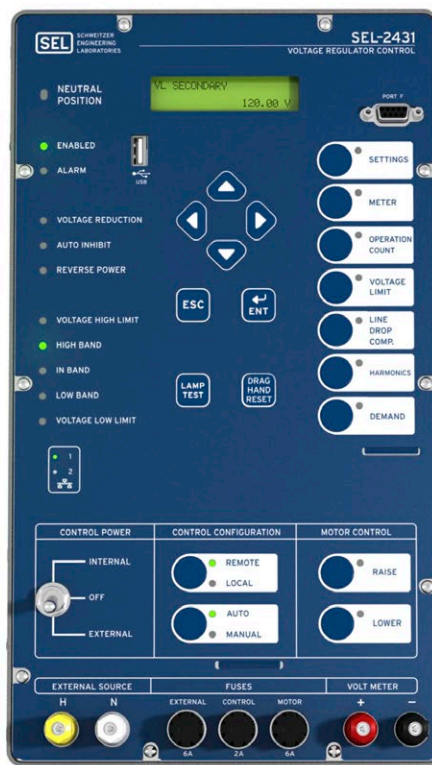 SEL
SCHWEITZER
ENGINEERING
LABORATORIES
SEL-2431
VOLTAGE REGULATOR CONTROL
NEUTRAL
POSITION
VL SECONDARY
120.00 V
PORT F
ENABLED
ALARM
USB
VOLTAGE REDUCTION
AUTO INHIBIT
REVERSE POWER
VOLTAGE HIGH LIMIT
HIGH BAND
IN BAND
LOW BAND
VOLTAGE LOW LIMIT
1
2
ESC
ENT
LAMP
TEST
DRAG
HAND
RESET
SETTINGS
METER
OPERATION
COUNT
VOLTAGE
LIMIT
LINE
DROP
COMP.
HARMONICS
DEMAND
CONTROL POWER
INTERNAL
OFF
EXTERNAL
CONTROL CONFIGURATION
REMOTE
LOCAL
AUTO
MANUAL
MOTOR CONTROL
RAISE
LOWER
EXTERNAL SOURCE
H N
FUSES
EXTERNAL CONTROL MOTOR
6A 2A 6A
VOLT METER
+ −